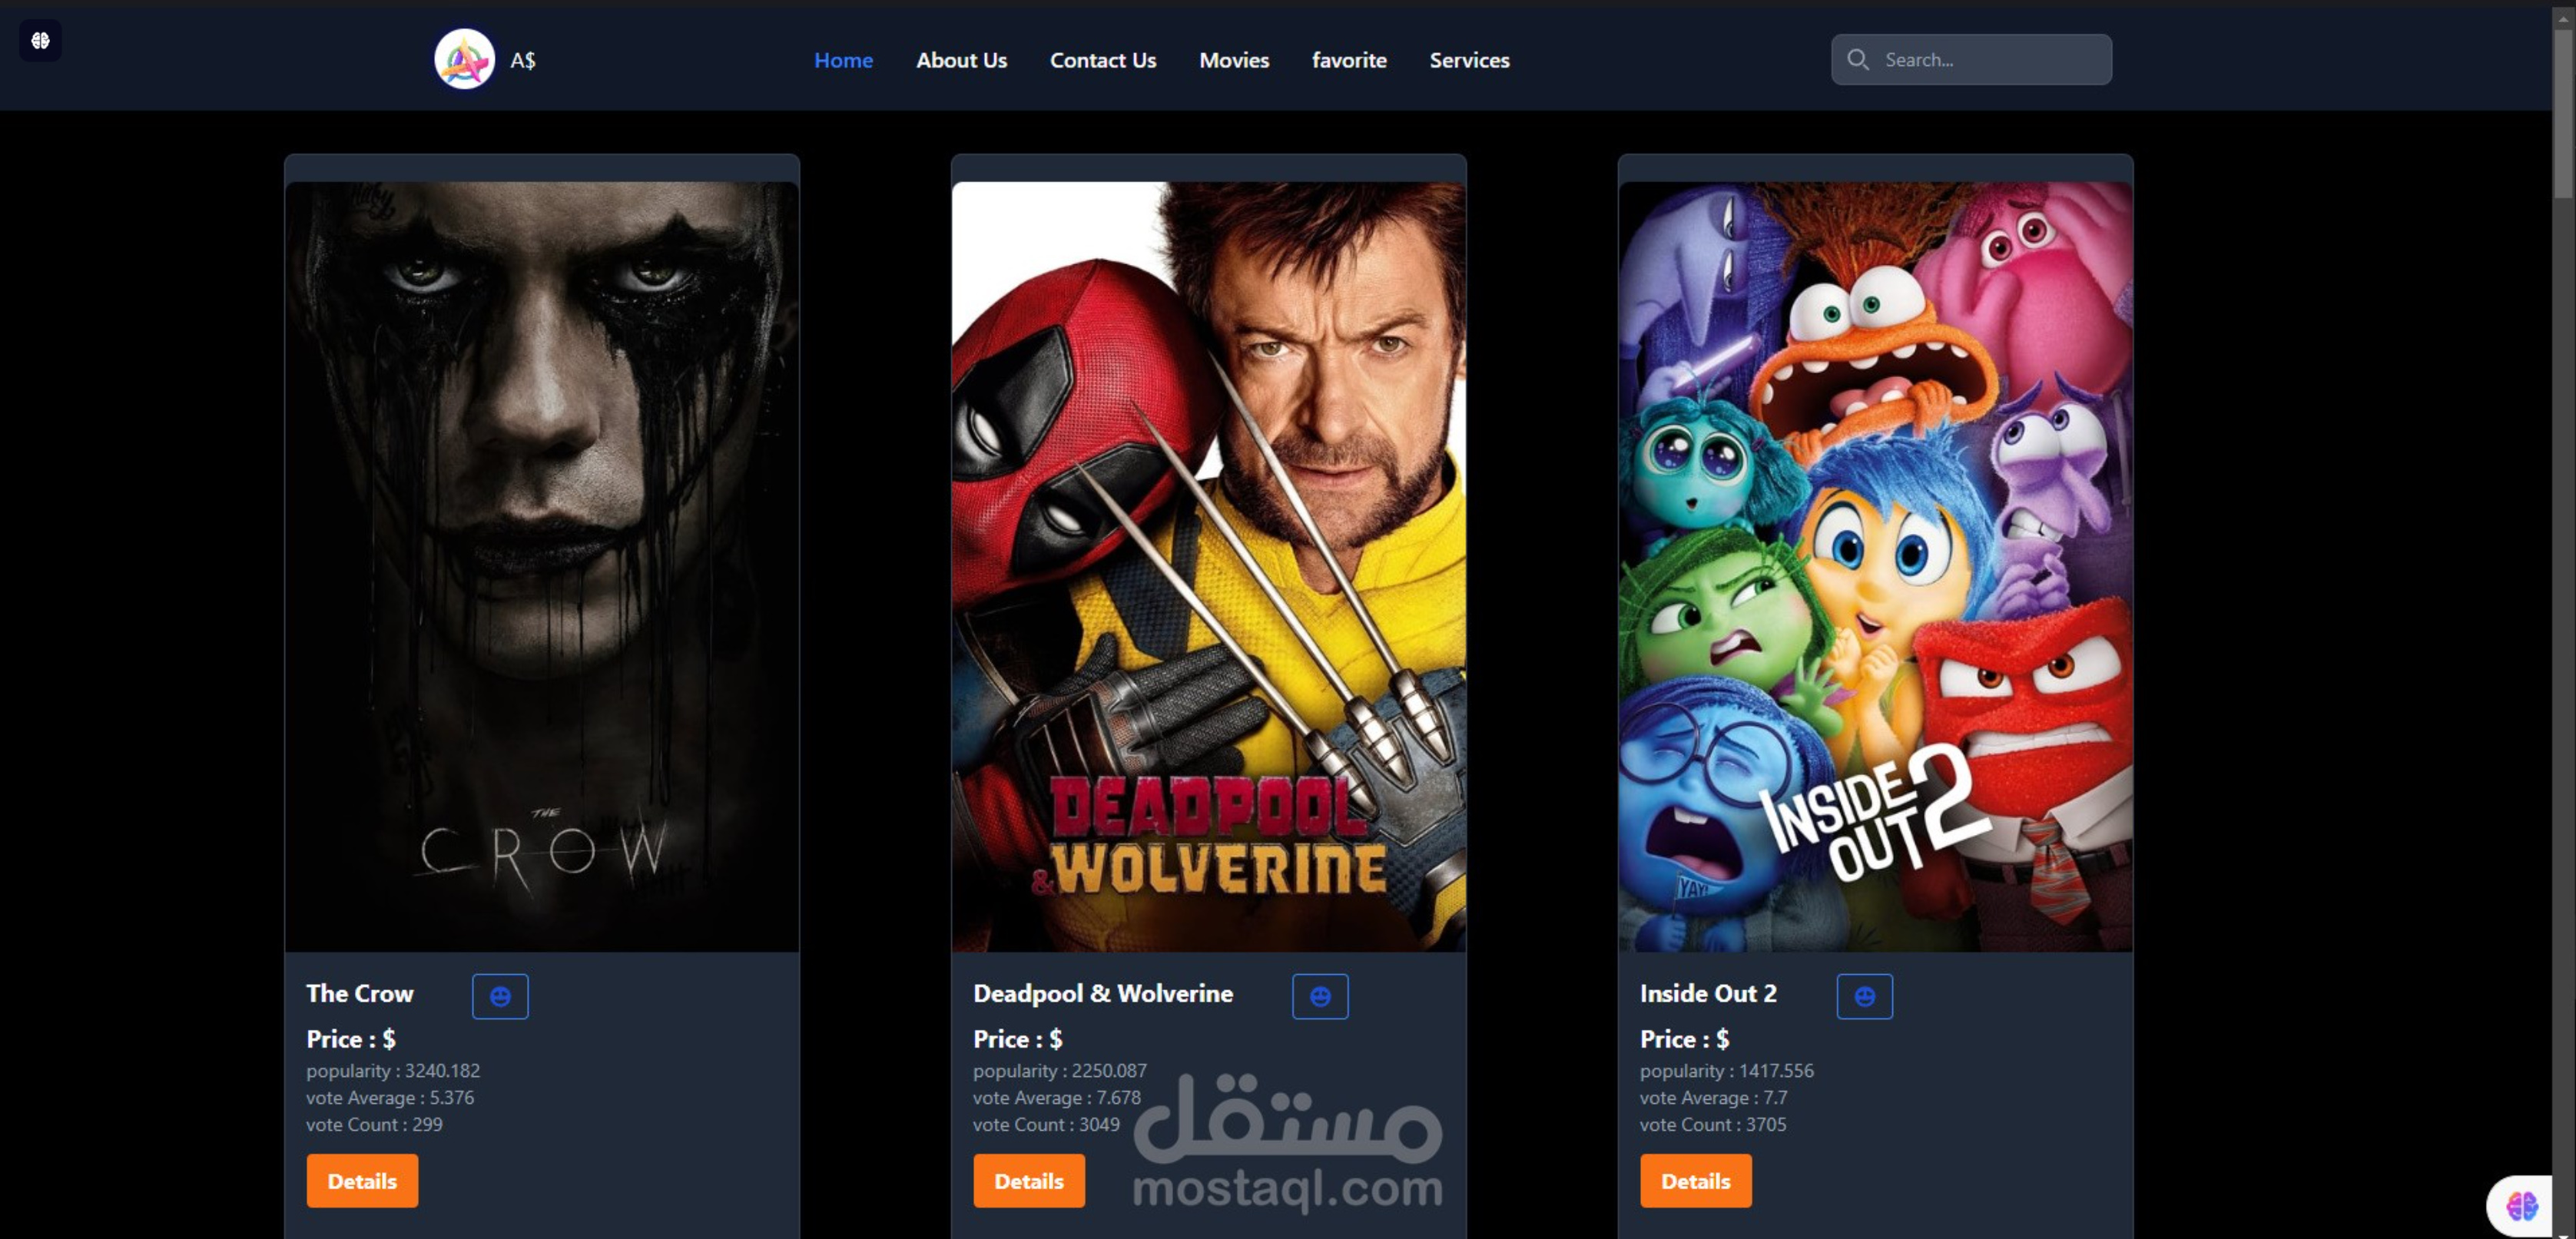 A$
Home
About Us
Contact Us
Movies
favorite
Services
Search...
THE
CROW
DEADPOOL
& WOLVERINE
YAY!
INSIDE
OUT 2
The Crow
Price : $
popularity : 3240.182
vote Average : 5.376
vote Count : 299
Details
Deadpool & Wolverine
Price : $
popularity : 2250.087
vote Average : 7.678
vote Count : 3049
Details
Inside Out 2
Price : $
popularity : 1417.556
vote Average : 7.7
vote Count : 3705
Details
مستقل
mostaql.com